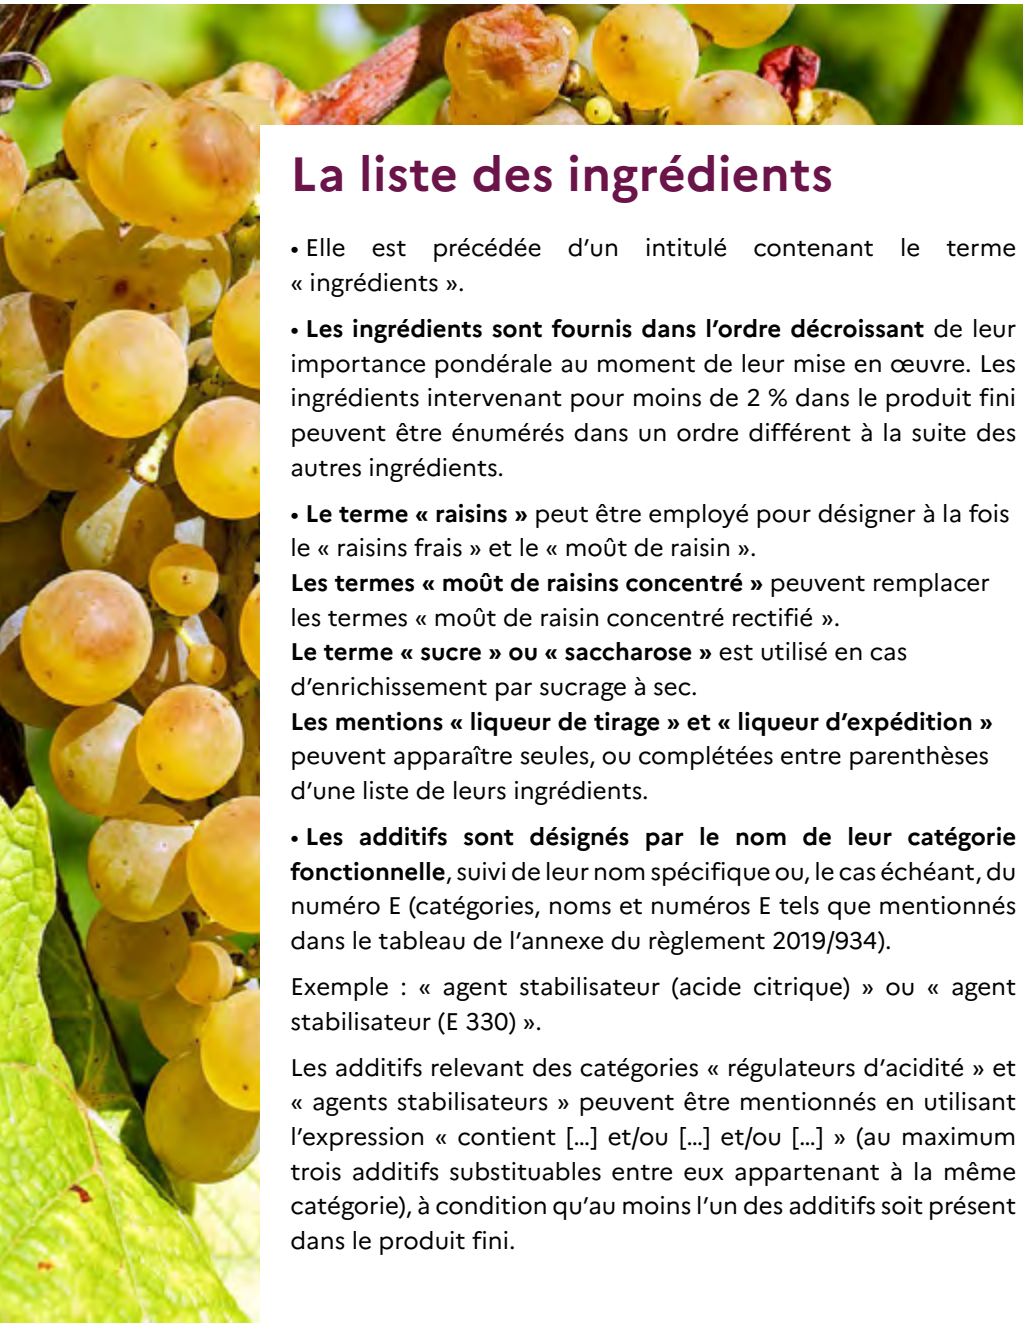 La liste des ingrédients
• Elle est précédée d’un intitulé contenant le terme
« ingrédients ».
• Les ingrédients sont fournis dans l’ordre décroissant de leur
importance pondérale au moment de leur mise en œuvre. Les
ingrédients intervenant pour moins de 2 % dans le produit fini
peuvent être énumérés dans un ordre différent à la suite des
autres ingrédients.
• Le terme « raisins » peut être employé pour désigner à la fois
le « raisins frais » et le « moût de raisin ».
Les termes « moût de raisins concentré » peuvent remplacer
les termes « moût de raisin concentré rectifié ».
Le terme « sucre » ou « saccharose » est utilisé en cas
d’enrichissement par sucrage à sec.
Les mentions « liqueur de tirage » et « liqueur d’expédition »
peuvent apparaître seules, ou complétées entre parenthèses
d’une liste de leurs ingrédients.
• Les additifs sont désignés par le nom de leur catégorie
fonctionnelle, suivi de leur nom spécifique ou, le cas échéant, du
numéro E (catégories, noms et numéros E tels que mentionnés
dans le tableau de l’annexe du règlement 2019/934).
Exemple : « agent stabilisateur (acide citrique) » ou « agent
stabilisateur (E 330) ».
Les additifs relevant des catégories « régulateurs d’acidité » et
« agents stabilisateurs » peuvent être mentionnés en utilisant
l’expression « contient […] et/ou […] et/ou […] » (au maximum
trois additifs substituables entre eux appartenant à la même
catégorie), à condition qu’au moins l’un des additifs soit présent
dans le produit fini.